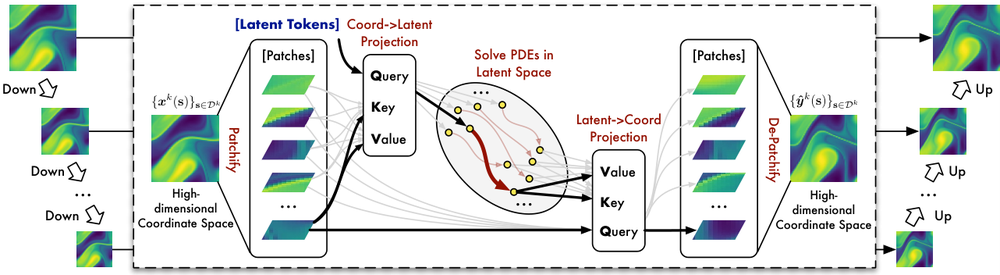 [Latent Tokens]
Coord->Latent
Projection
[Patches]
Query
Key
Value
Solve PDEs in
Latent Space
...
...
Latent->Coord
Projection
Value
Key
Query
[Patches]
Down
Down
...
Down
{x^k(s)}_{s∈D^k}
Patchify
High-
dimensional
Coordinate Space
...
...
De-Patchify
{ŷ^k(s)}_{s∈D^k}
High-
dimensional
Coordinate Space
Up
Up
...
Up